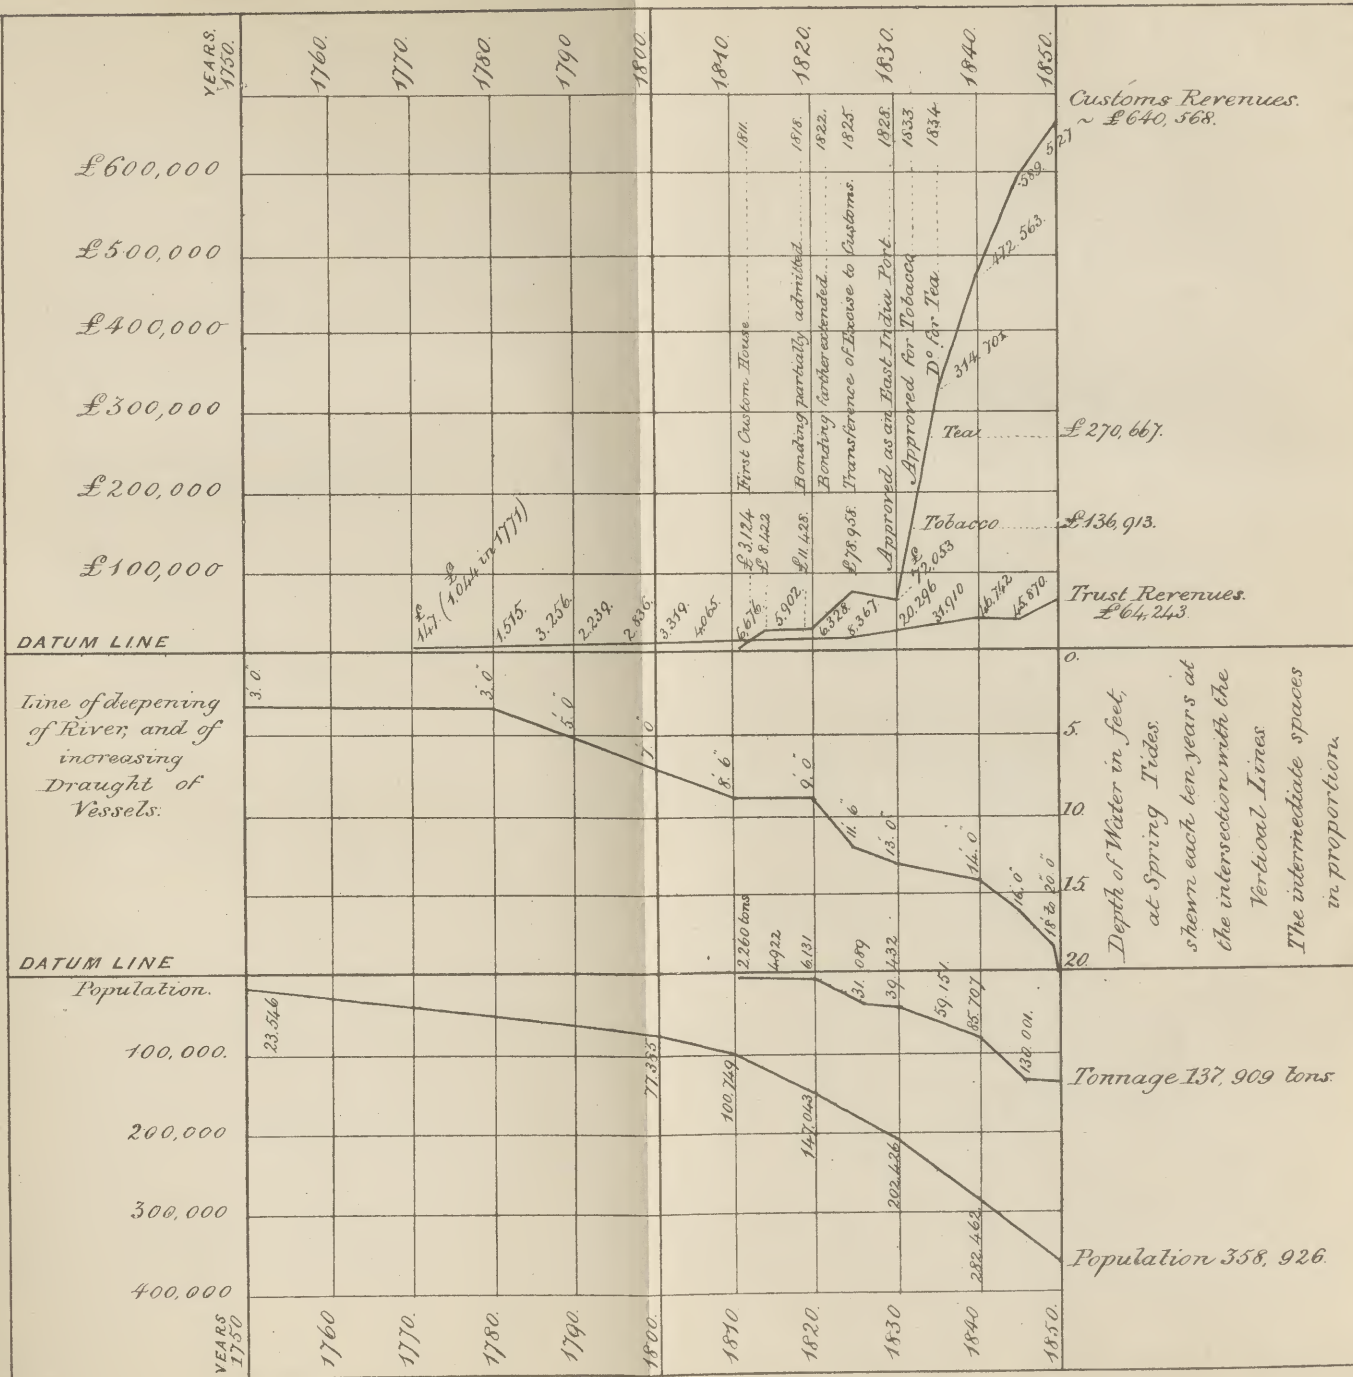 YEARS. 1750. 1760. 1770. 1780. 1790 1800. 1810. 1820. 1830. 1840. 1850.
£600,000
£500,000
£400,000
£300,000
£200,000
£100,000
DATUM LINE
First Custom House 1811.
Bonding partially admitted 1818.
Bonding farther extended 1822.
Transference of Excise to Customs. 1825
Approved as an East India Port 1828.
Approved for Tobacco 1833.
Dº for Tea 1834
£3,124
£8.422
£11.428.
£78.958.
£72,053
314.701
472.563.
589.527
Customs Revenues.
~ £640,568.
Tea £270,667.
Tobacco £136,913.
£147. (£1.044 in 1771)
1.515.
3.256.
2.239.
2.836.
3.319.
4.065.
6.676
5.902
6.328
8.367
20.296
31.910
46.742
45.870.
Trust Revenues.
£64,243.
Line of deepening
of River, and of
increasing
Draught of
Vessels.
3'.0"
3'.0"
5'.0"
7'.0"
8'.6"
9'.0"
11'.6"
13'.0"
14'.0"
16'.0"
18' to 20'.0"
0.
5.
10.
15.
20.
Depth of Water in feet,
at Spring Tides.
shewn each ten years at
the intersection with the
Vertical Lines
The intermediate spaces
in proportion.
DATUM LINE
Population.
100,000.
200,000
300,000
400,000
2.260 tons
4.922
6.131
31.089
39.432
59.151.
85.707
130.001.
Tonnage 137,909 tons.
23.546
77.385
100.749
147.043
202.426
282.462
Population 358,926.
YEARS 1750 1760 1770. 1780. 1790. 1800. 1810 1820. 1830 1840 1850.